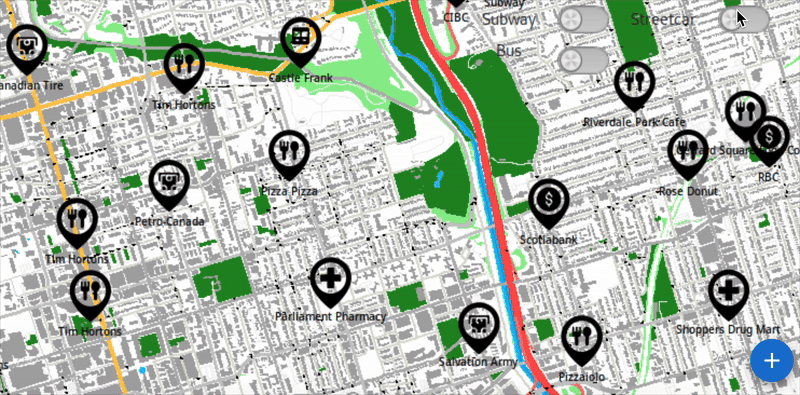 Subway
CIBC
Subway
Streetcar
Bus
Castle Frank
anadian Tire
Tim Hortons
Riverdale Park Cafe
Pizza Pizza
RBC
Rose Donut
Petro-Canada
Scotiabank
Tim Hortons
Parliament Pharmacy
Tim Hortons
Shoppers Drug Mart
Salvation Army
Pizzaiolo
+